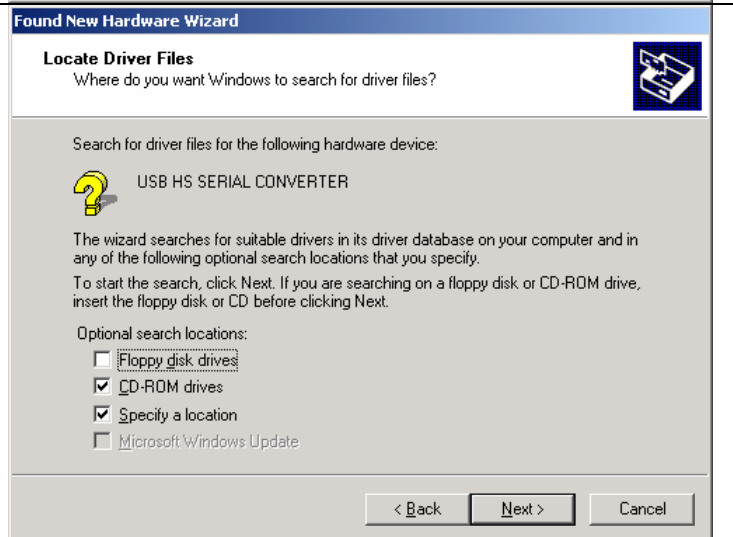 Found New Hardware Wizard
Locate Driver Files
Where do you want Windows to search for driver files?
Search for driver files for the following hardware device:
USB HS SERIAL CONVERTER
The wizard searches for suitable drivers in its driver database on your computer and in
any of the following optional search locations that you specify.
To start the search, click Next. If you are searching on a floppy disk or CD-ROM drive,
insert the floppy disk or CD before clicking Next.
Optional search locations:
Floppy disk drives
CD-ROM drives
Specify a location
Microsoft Windows Update
< Back Next > Cancel